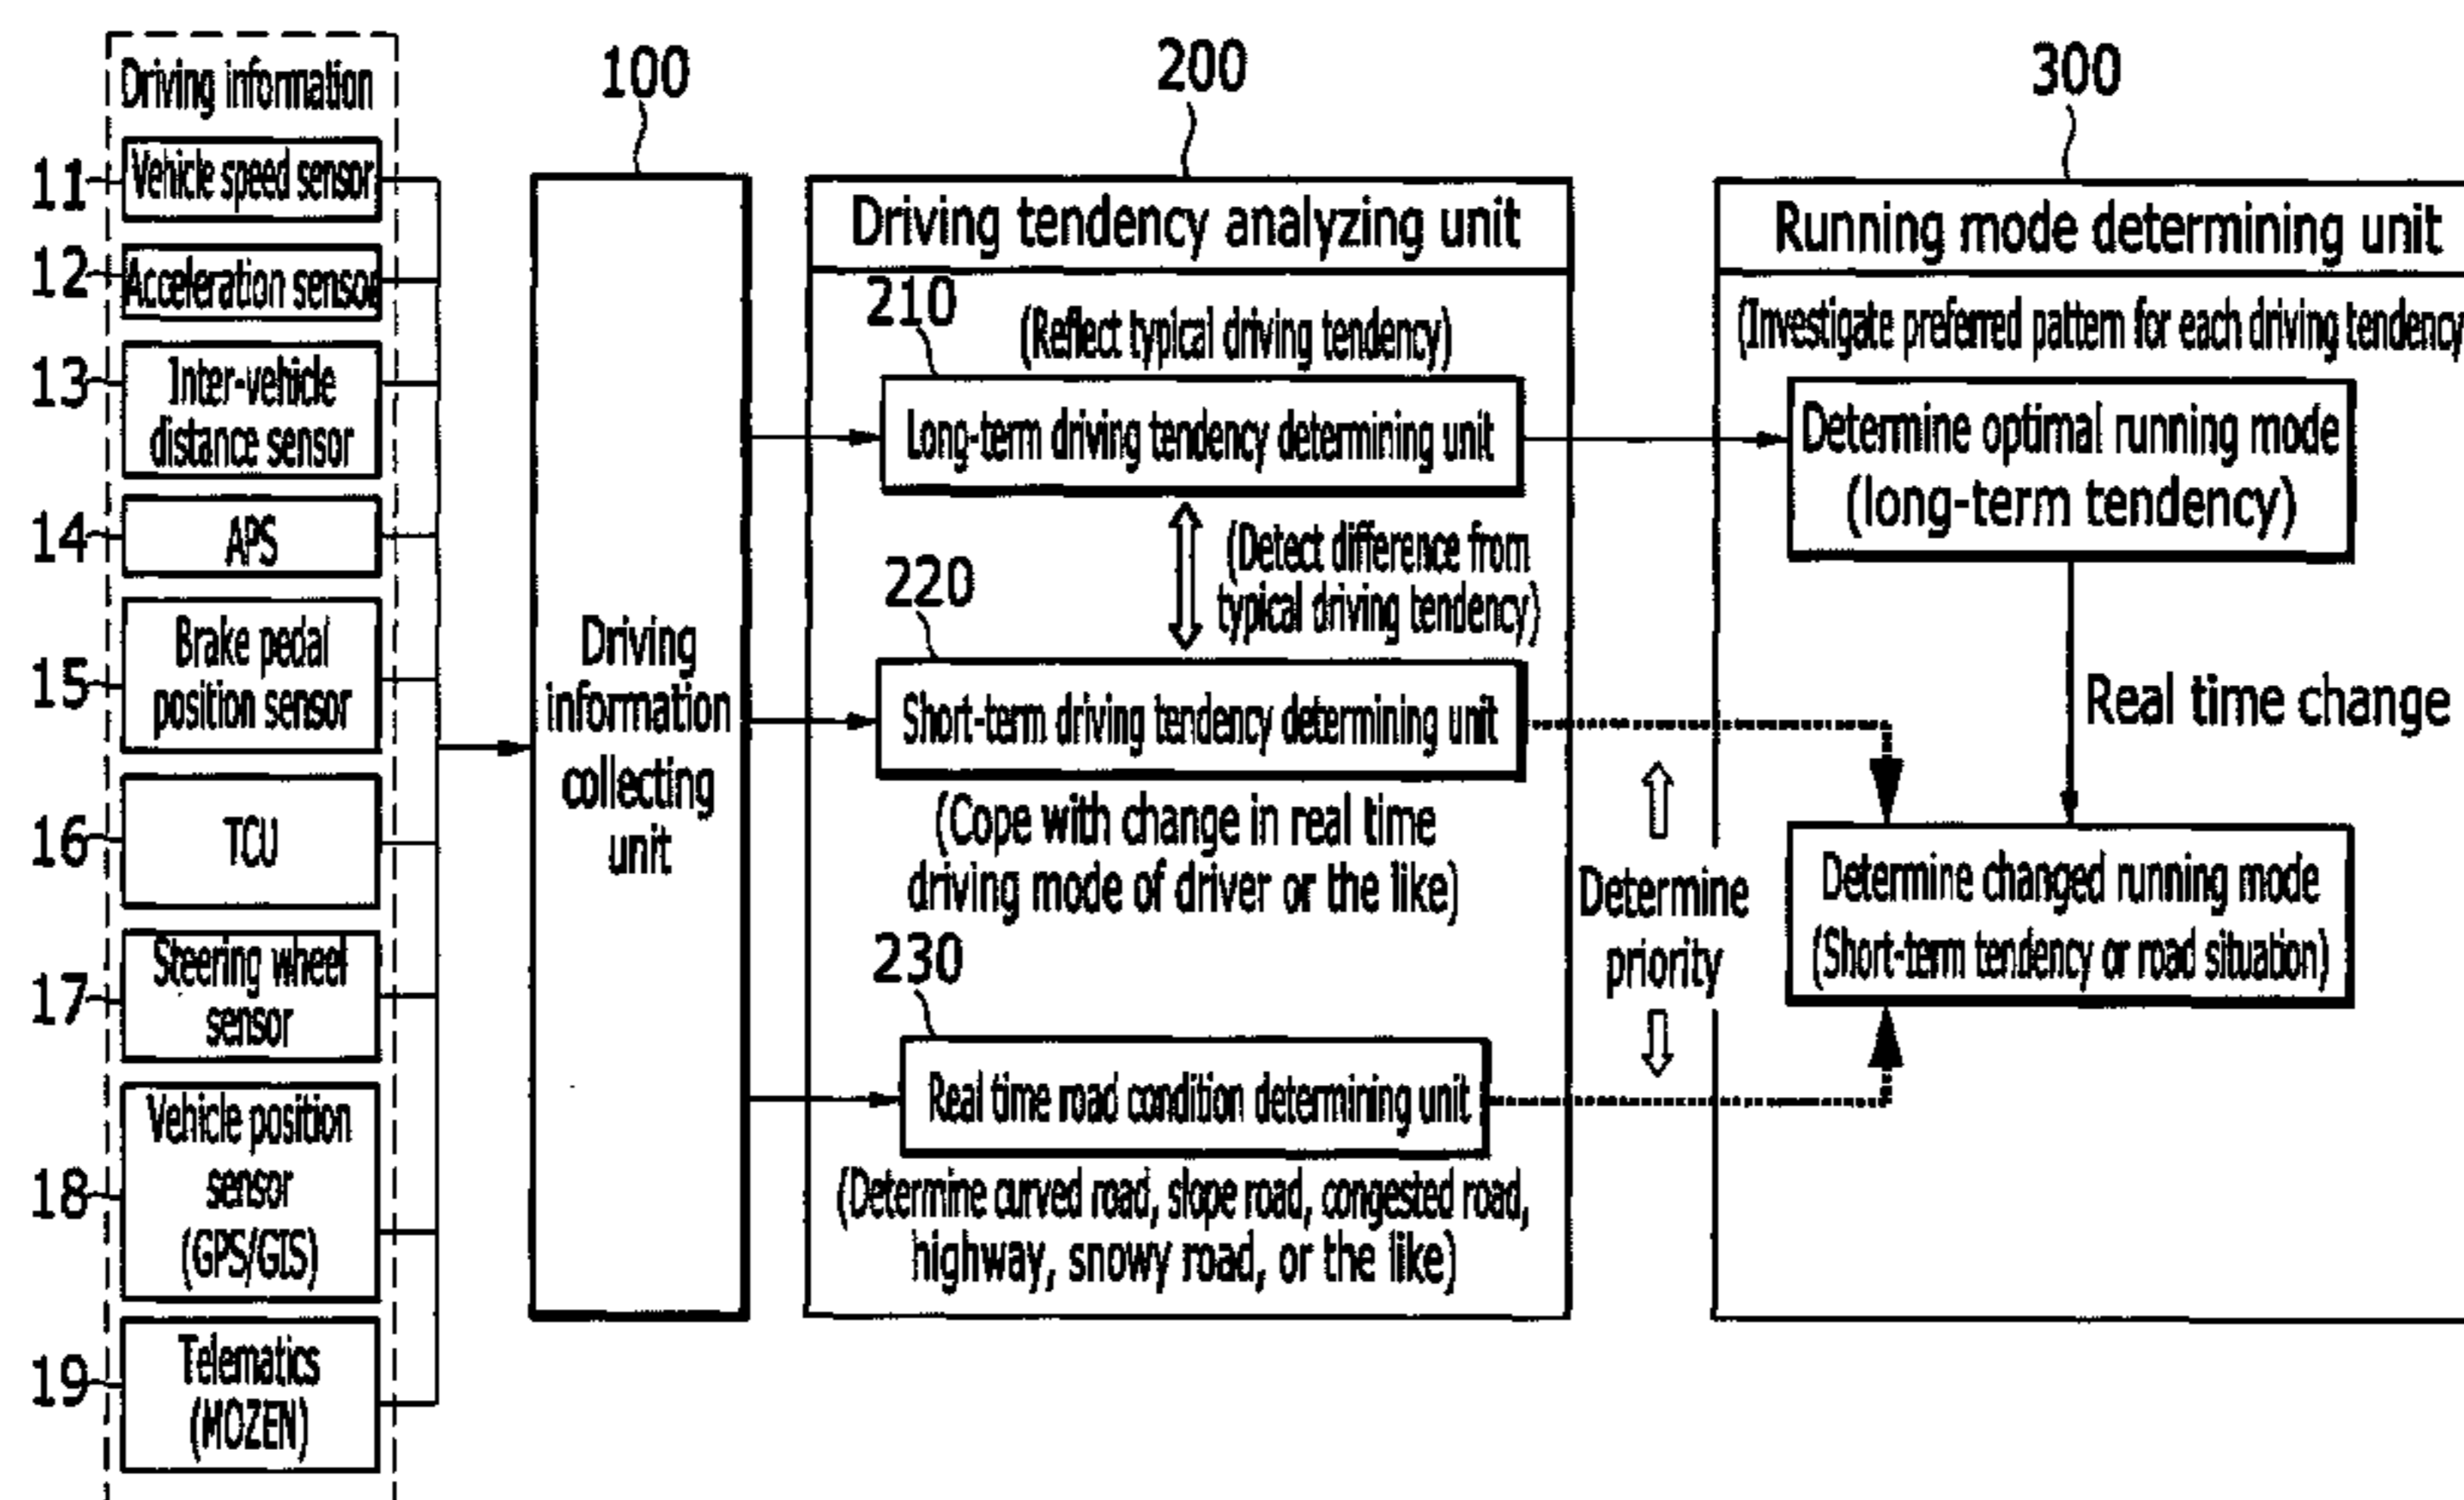 Driving information
11
Vehicle speed sensor
12
Acceleration sensor
13
Inter-vehicle
distance sensor
14
APS
15
Brake pedal
position sensor
16
TCU
17
Steering wheel
sensor
18
Vehicle position
sensor
(GPS/GIS)
19
Telematics
(MOZEN)
100
Driving
information
collecting
unit
200
Driving tendency analyzing unit
210
(Reflect typical driving tendency)
Long-term driving tendency determining unit
(Detect difference from
typical driving tendency)
220
Short-term driving tendency determining unit
(Cope with change in real time
driving mode of driver or the like)
230
Real time road condition determining unit
(Determine curved road, slope road, congested road,
highway, snowy road, or the like)
Determine
priority
300
Running mode determining unit
(Investigate preferred pattern for each driving tendency
Determine optimal running mode
(long-term tendency)
Real time change
Determine changed running mode
(Short-term tendency or road situation)